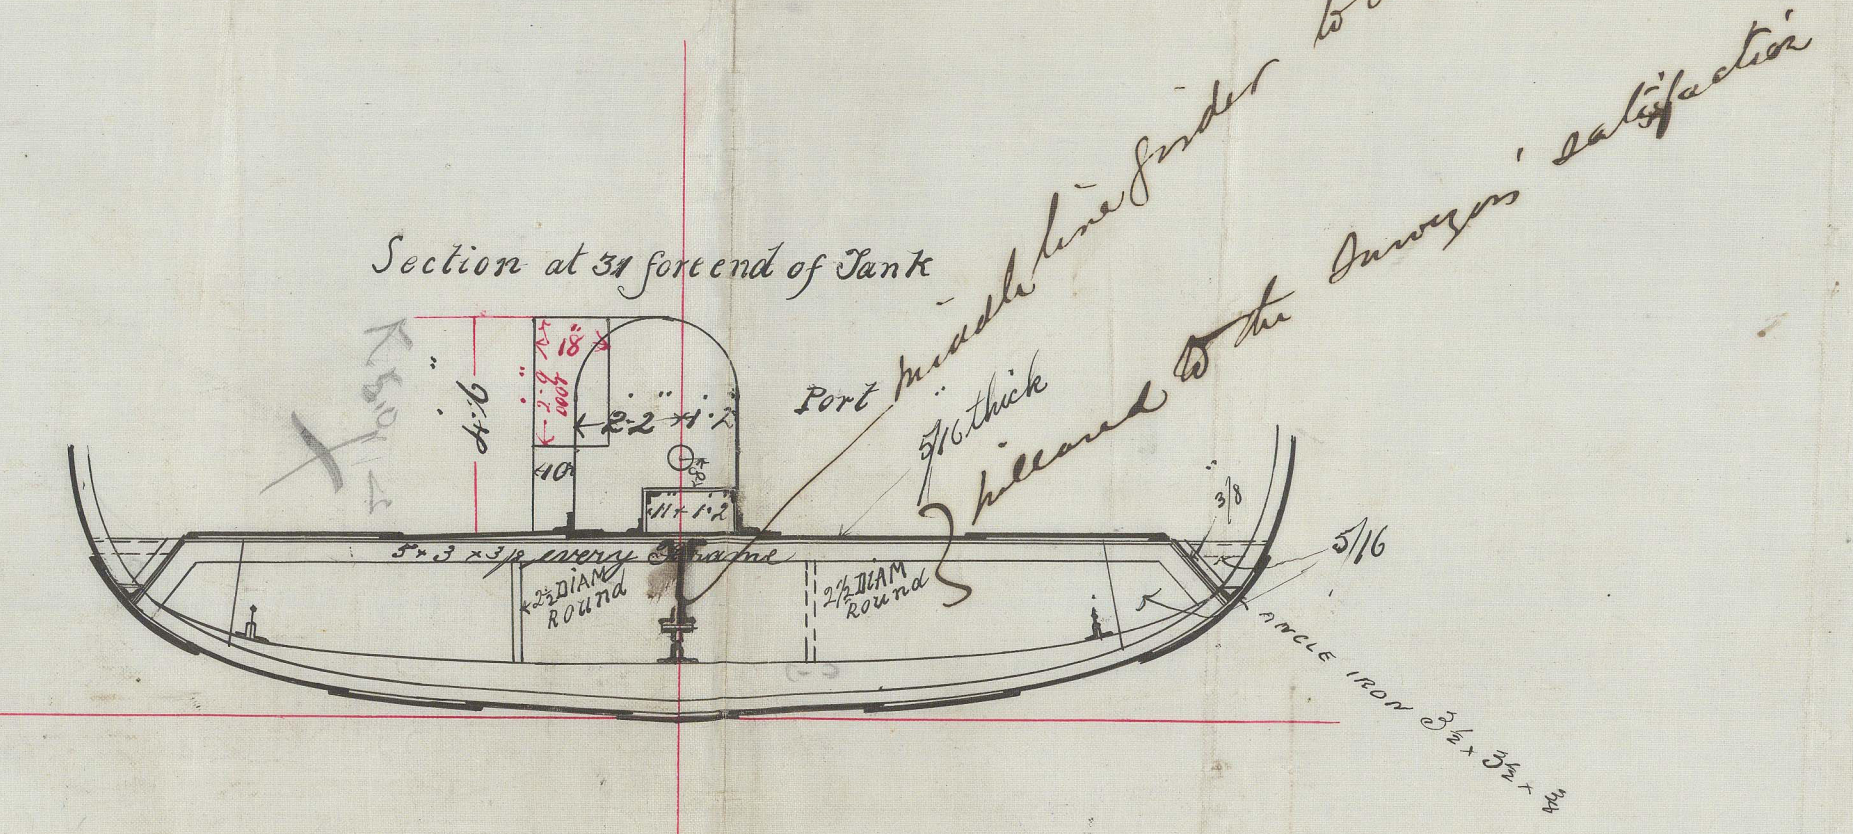 Section at 31 fore end of Tank
18"
2'-9"
door
4'-6"
2'-2"
1'-2"
Port
5/16 thick
middle line girder to
pillared to the Surveyors' satisfaction
11" + 1'-2"
5 x 3 x 3/8 every Frame
2½ DIAM
ROUND
2½ DIAM
ROUND
3/8"
5/16
ANGLE IRON 3½ x 3½ x